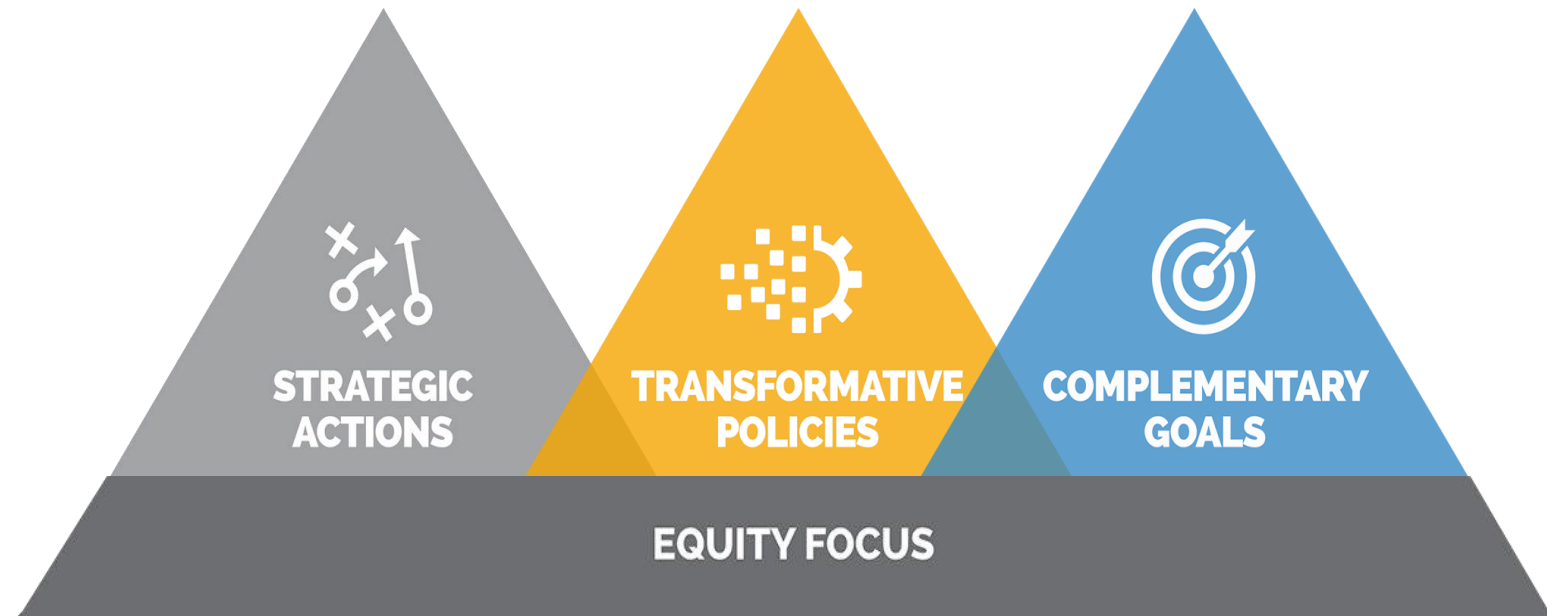 STRATEGIC
ACTIONS
TRANSFORMATIVE
POLICIES
COMPLEMENTARY
GOALS
EQUITY FOCUS